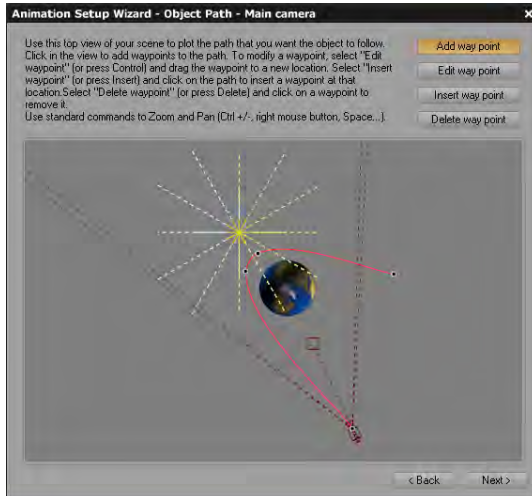 Animation Setup Wizard - Object Path - Main camera x
Use this top view of your scene to plot the path that you want the object to follow.
Click in the view to add waypoints to the path. To modify a waypoint, select "Edit
waypoint" (or press Control) and drag the waypoint to a new location. Select "Insert
waypoint" (or press Insert) and click on the path to insert a waypoint at that
location.Select "Delete waypoint" (or press Delete) and click on a waypoint to
remove it.
Use standard commands to Zoom and Pan (Ctrl +/-, right mouse button, Space...).
Add way point
Edit way point
Insert way point
Delete way point
< Back
Next >